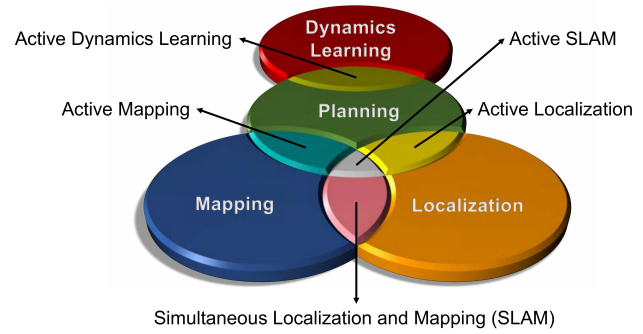 Dynamics
Learning
Active Dynamics Learning
Active SLAM
Active Mapping
Planning
Active Localization
Mapping
Localization
Simultaneous Localization and Mapping (SLAM)